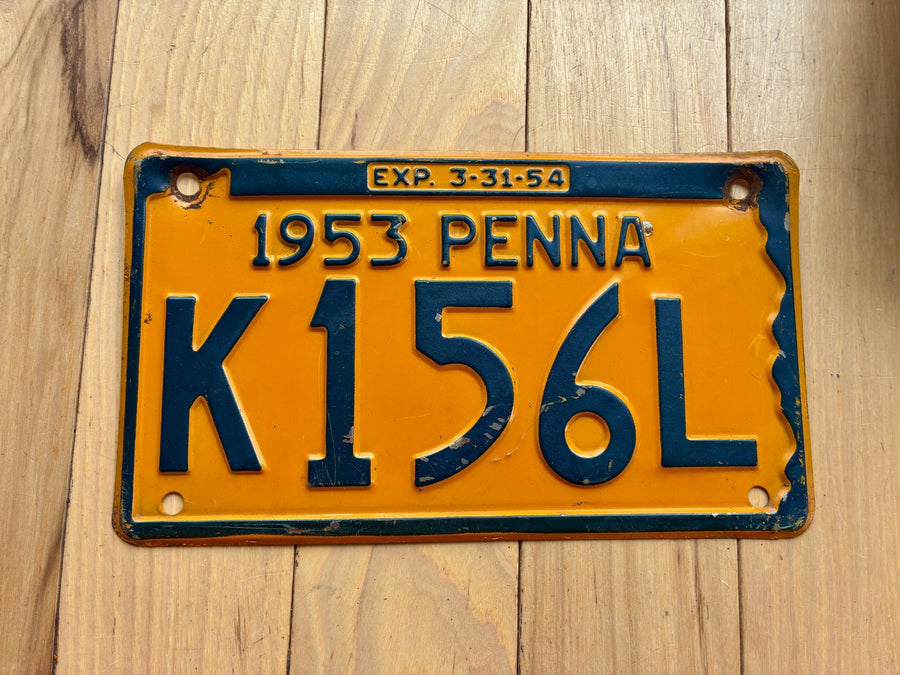 EXP. 3-31-54
1953 PENNA
K156L